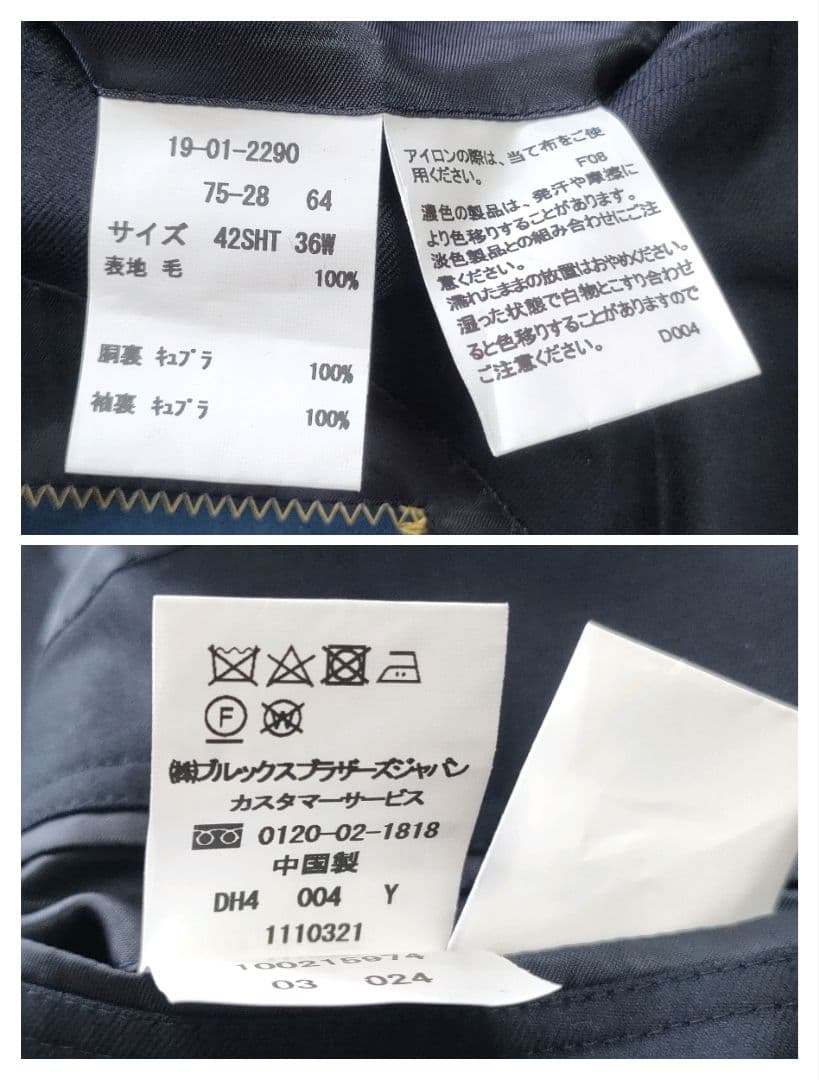 19-01-2290
75-28 64
サイズ 42SHT 36W
表地 毛 100%
胴裏 キュプラ 100%
袖裏 キュプラ 100%
アイロンの際は、当て布をご使
用ください。 F08
濃色の製品は、発汗や摩擦に
より色移りすることがあります。
淡色製品との組み合わせにご注
意ください。
濡れたままの放置はおやめください。
湿った状態で白物とこすり合わせ
ると色移りすることがありますので
ご注意ください。 D004
F W
㈱ブルックスブラザーズジャパン
カスタマーサービス
0120-02-1818
中国製
DH4 004 Y
1110321
100215974
03 024